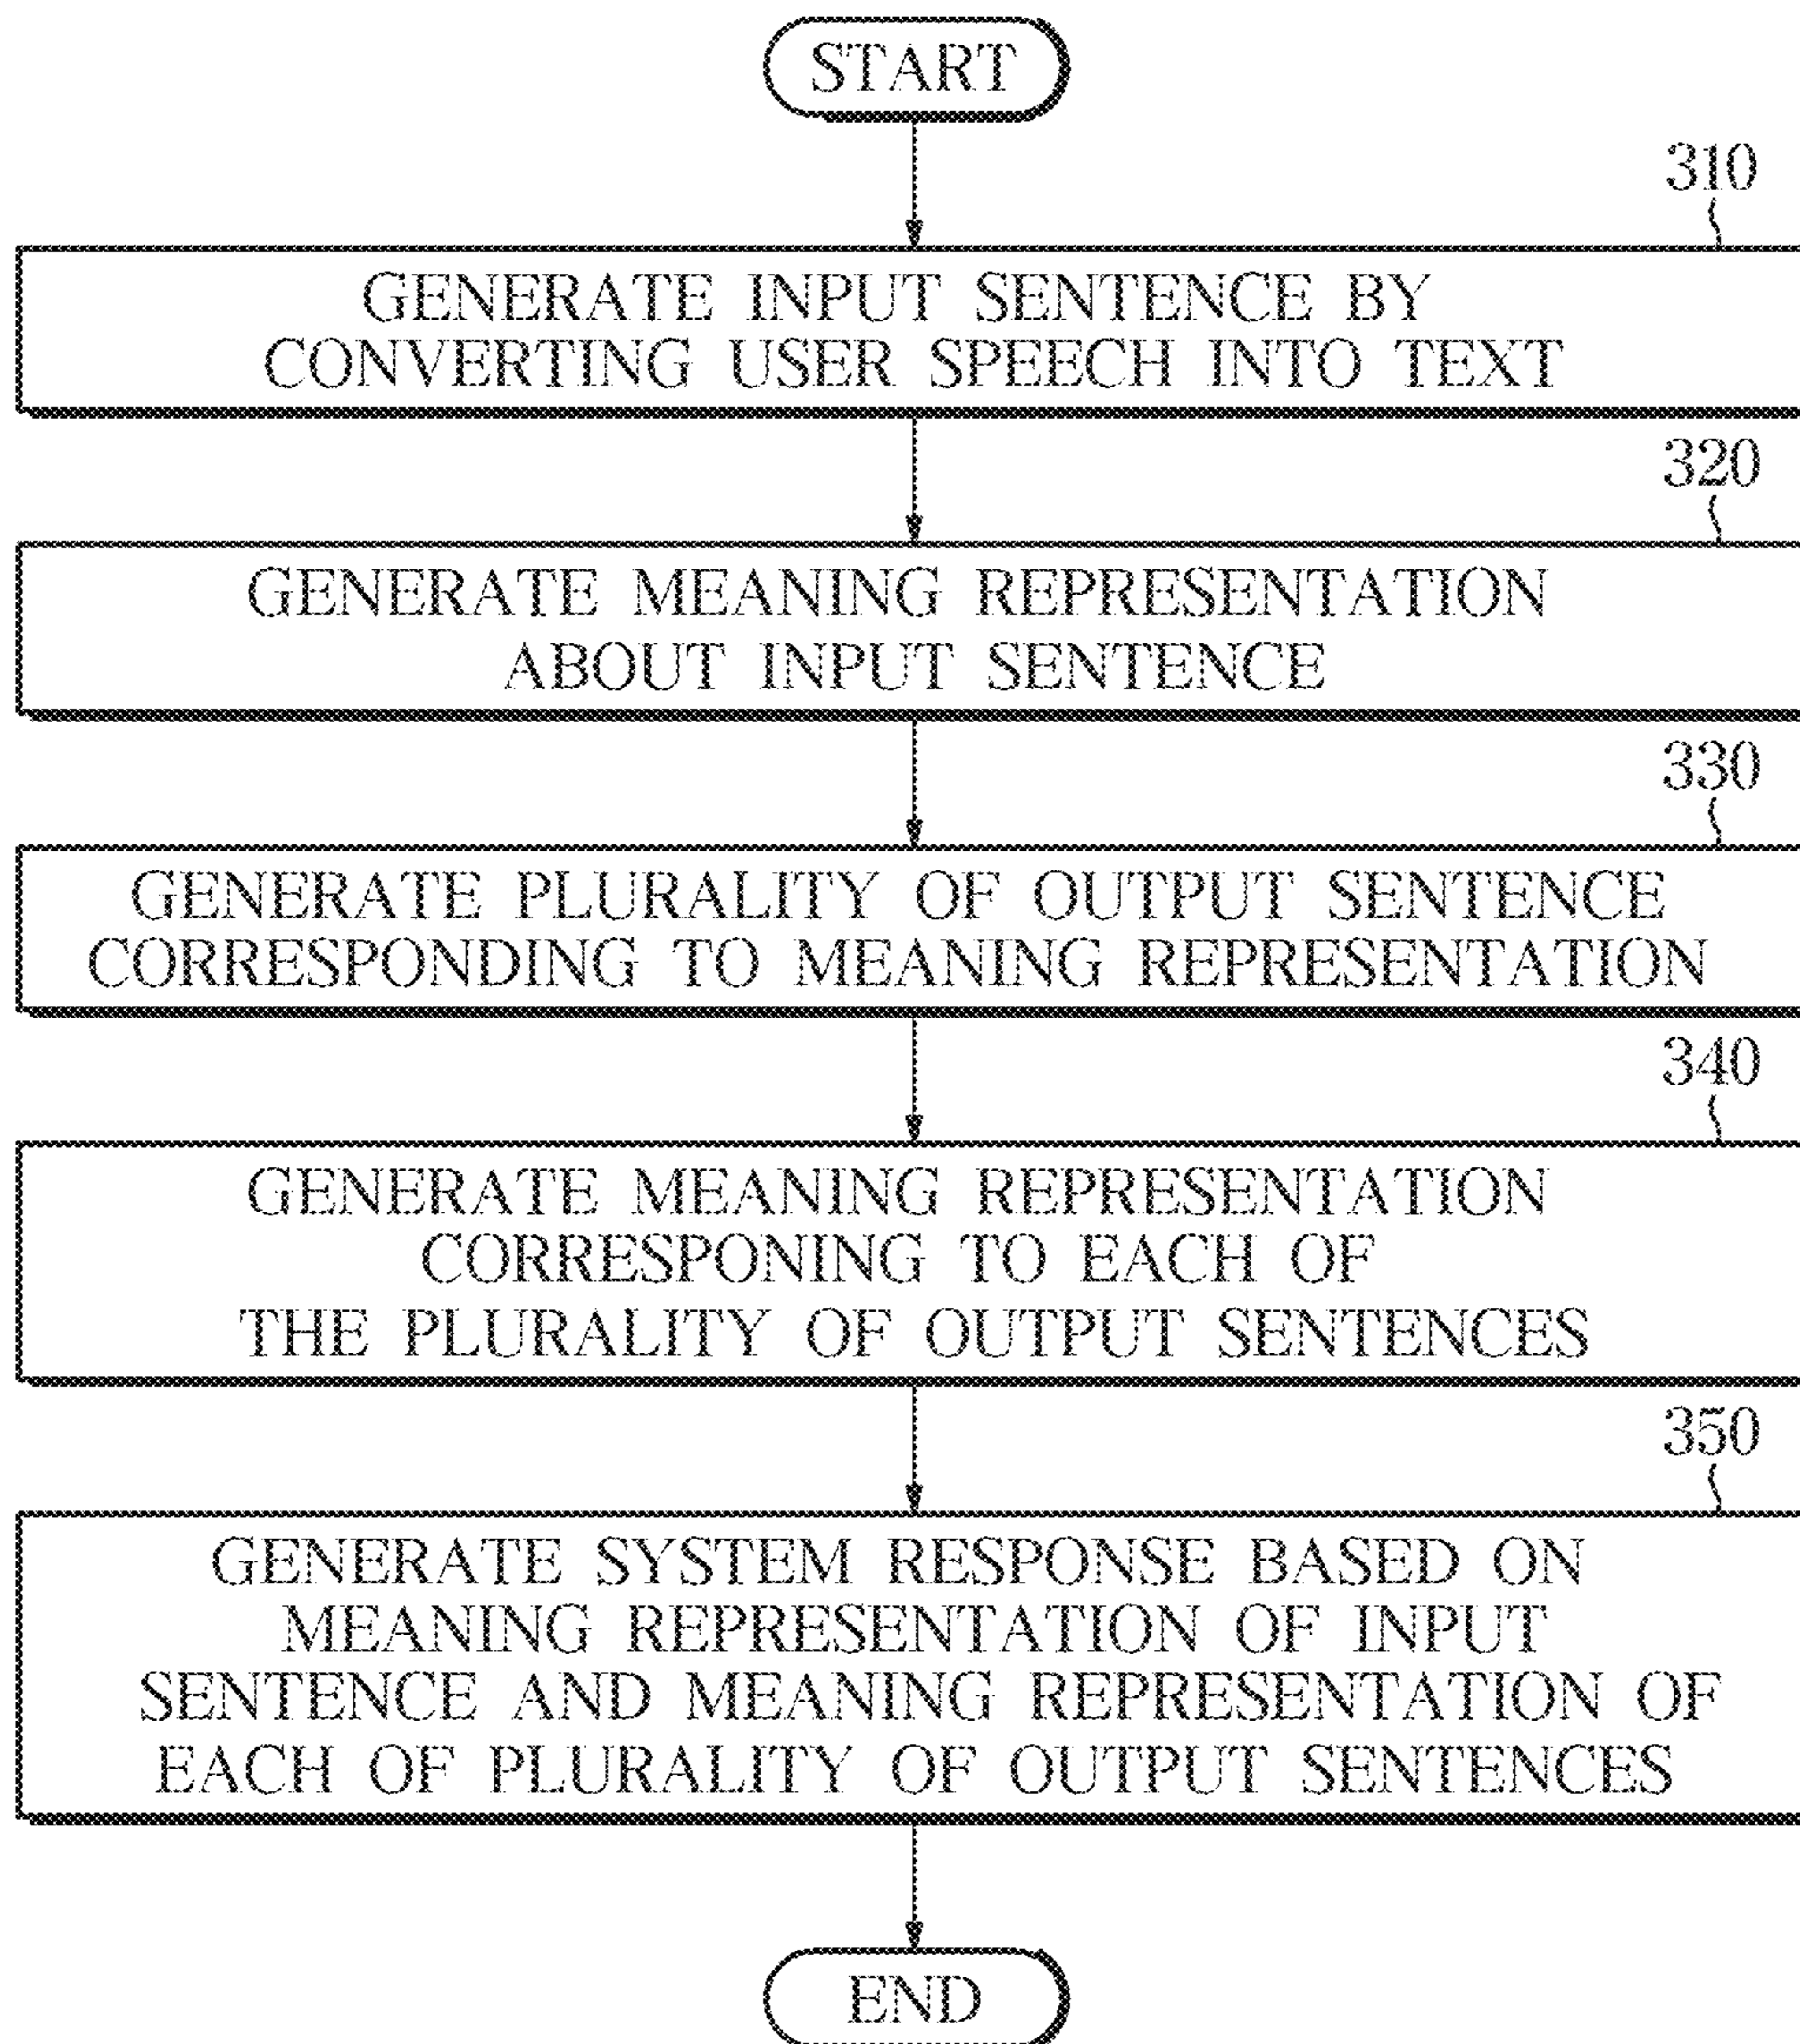 START
310
GENERATE INPUT SENTENCE BY
CONVERTING USER SPEECH INTO TEXT
320
GENERATE MEANING REPRESENTATION
ABOUT INPUT SENTENCE
330
GENERATE PLURALITY OF OUTPUT SENTENCE
CORRESPONDING TO MEANING REPRESENTATION
340
GENERATE MEANING REPRESENTATION
CORRESPONING TO EACH OF
THE PLURALITY OF OUTPUT SENTENCES
350
GENERATE SYSTEM RESPONSE BASED ON
MEANING REPRESENTATION OF INPUT
SENTENCE AND MEANING REPRESENTATION OF
EACH OF PLURALITY OF OUTPUT SENTENCES
END